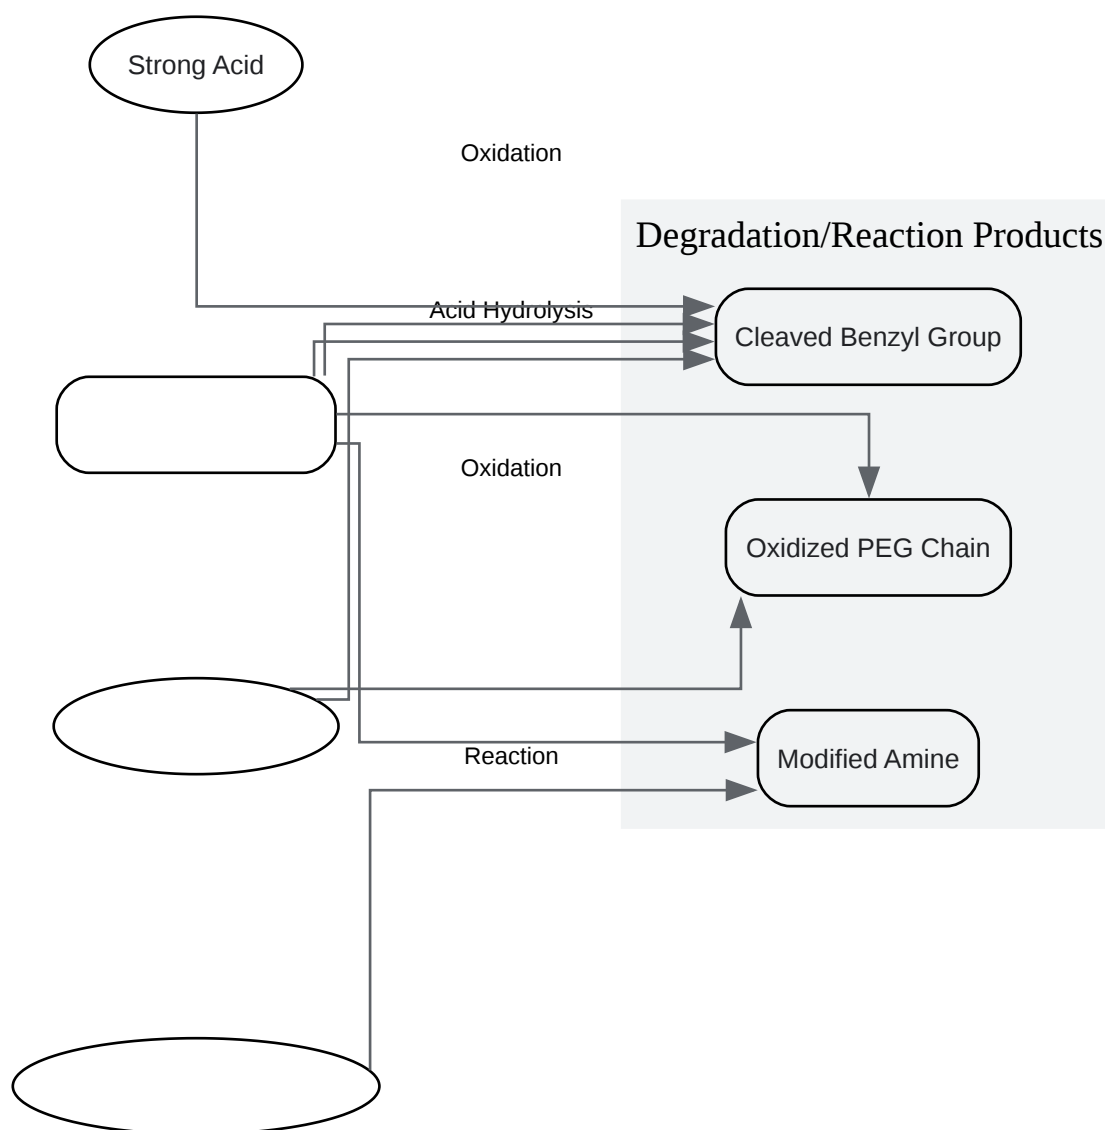 Strong Acid
Oxidation
Degradation/Reaction Products
Acid Hydrolysis
Cleaved Benzyl Group
Oxidation
Oxidized PEG Chain
Reaction
Modified Amine